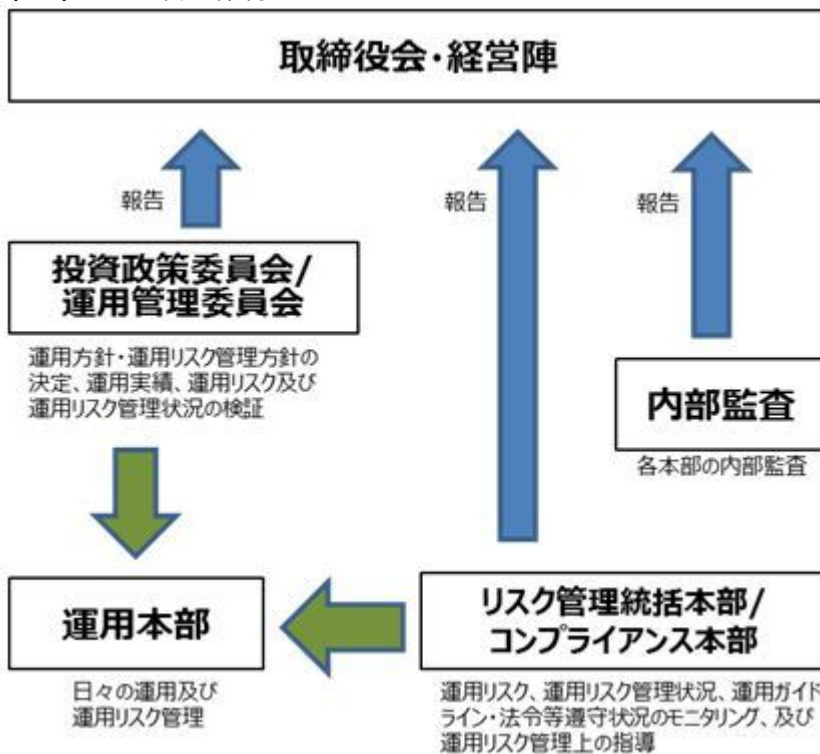 取締役会・経営陣
報告
報告
報告
投資政策委員会/
運用管理委員会
運用方針・運用リスク管理方針の
決定、運用実績、運用リスク及び
運用リスク管理状況の検証
内部監査
各本部の内部監査
運用本部
日々の運用及び
運用リスク管理
リスク管理統括本部/
コンプライアンス本部
運用リスク、運用リスク管理状況、運用ガイド
ライン・法令等遵守状況のモニタリング、及び
運用リスク管理上の指導